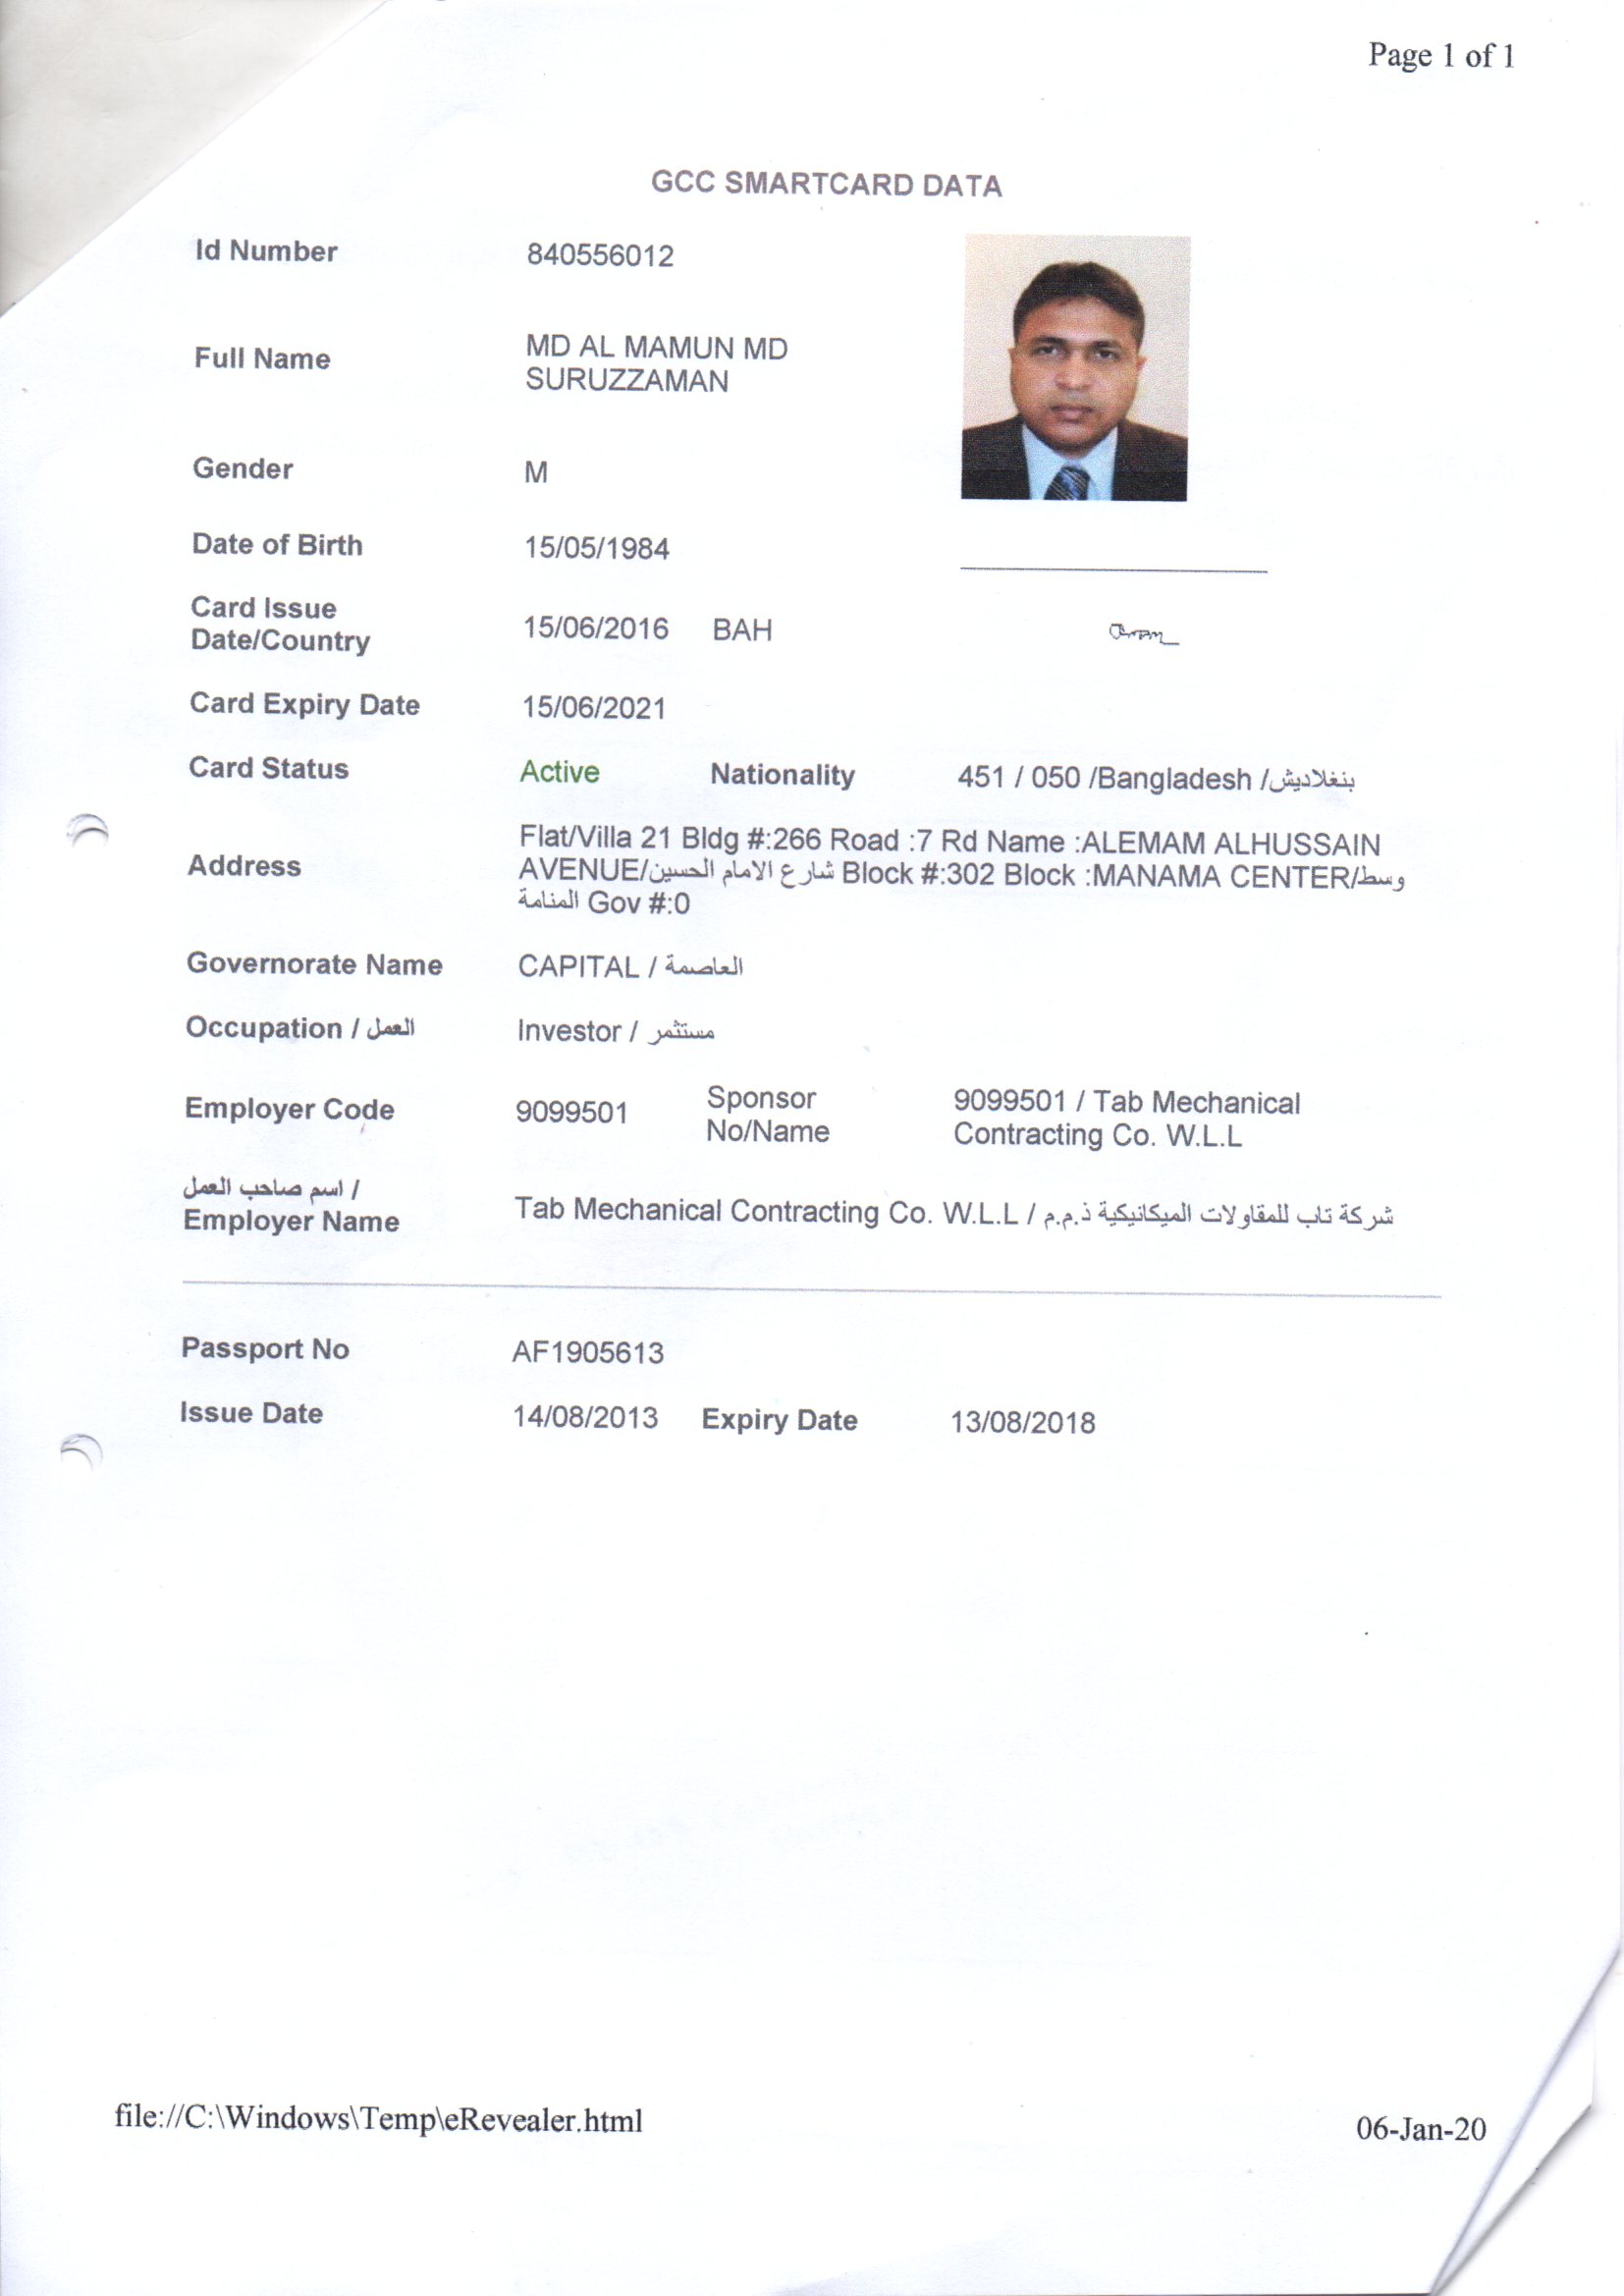 Page 1 of 1
GCC SMARTCARD DATA
Id Number 840556012
Full Name MD AL MAMUN MD
SURUZZAMAN
Gender M
Date of Birth 15/05/1984
Card Issue
Date/Country 15/06/2016 BAH
Card Expiry Date 15/06/2021
Card Status Active Nationality 451 / 050 /Bangladesh /بنغلاديش
Address Flat/Villa 21 Bldg #:266 Road :7 Rd Name :ALEMAM ALHUSSAIN
AVENUE/شارع الامام الحسين Block #:302 Block :MANAMA CENTER/وسط
المنامة Gov #:0
Governorate Name CAPITAL / العاصمة
Occupation / العمل Investor / مستثمر
Employer Code 9099501 Sponsor No/Name 9099501 / Tab Mechanical
Contracting Co. W.L.L
اسم صاحب العمل /
Employer Name Tab Mechanical Contracting Co. W.L.L / شركة تاب للمقاولات الميكانيكية ذ.م.م
Passport No AF1905613
Issue Date 14/08/2013 Expiry Date 13/08/2018
file://C:\Windows\Temp\eRevealer.html 06-Jan-20